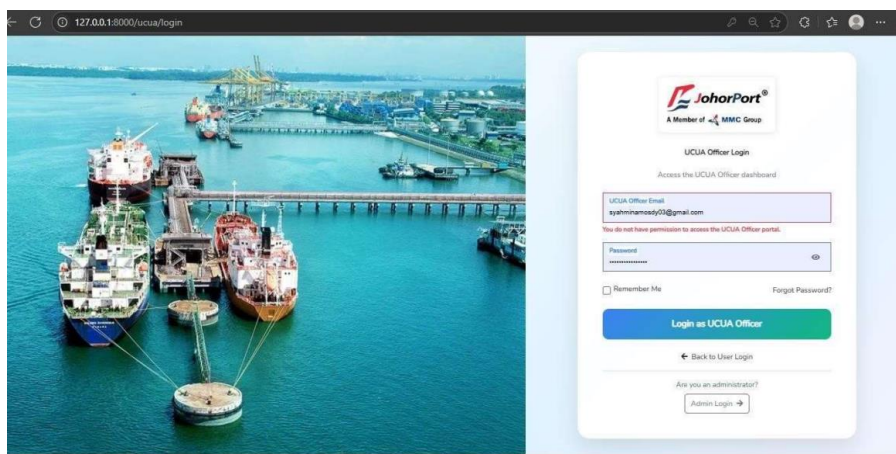 127.0.0.1:8000/ucua/login
JohorPort®
A Member of MMC Group
UCUA Officer Login
Access the UCUA Officer dashboard
UCUA Officer Email
syahminamosdy03@gmail.com
You do not have permission to access the UCUA Officer portal.
Password
Remember Me
Forgot Password?
Login as UCUA Officer
← Back to User Login
Are you an administrator?
Admin Login →